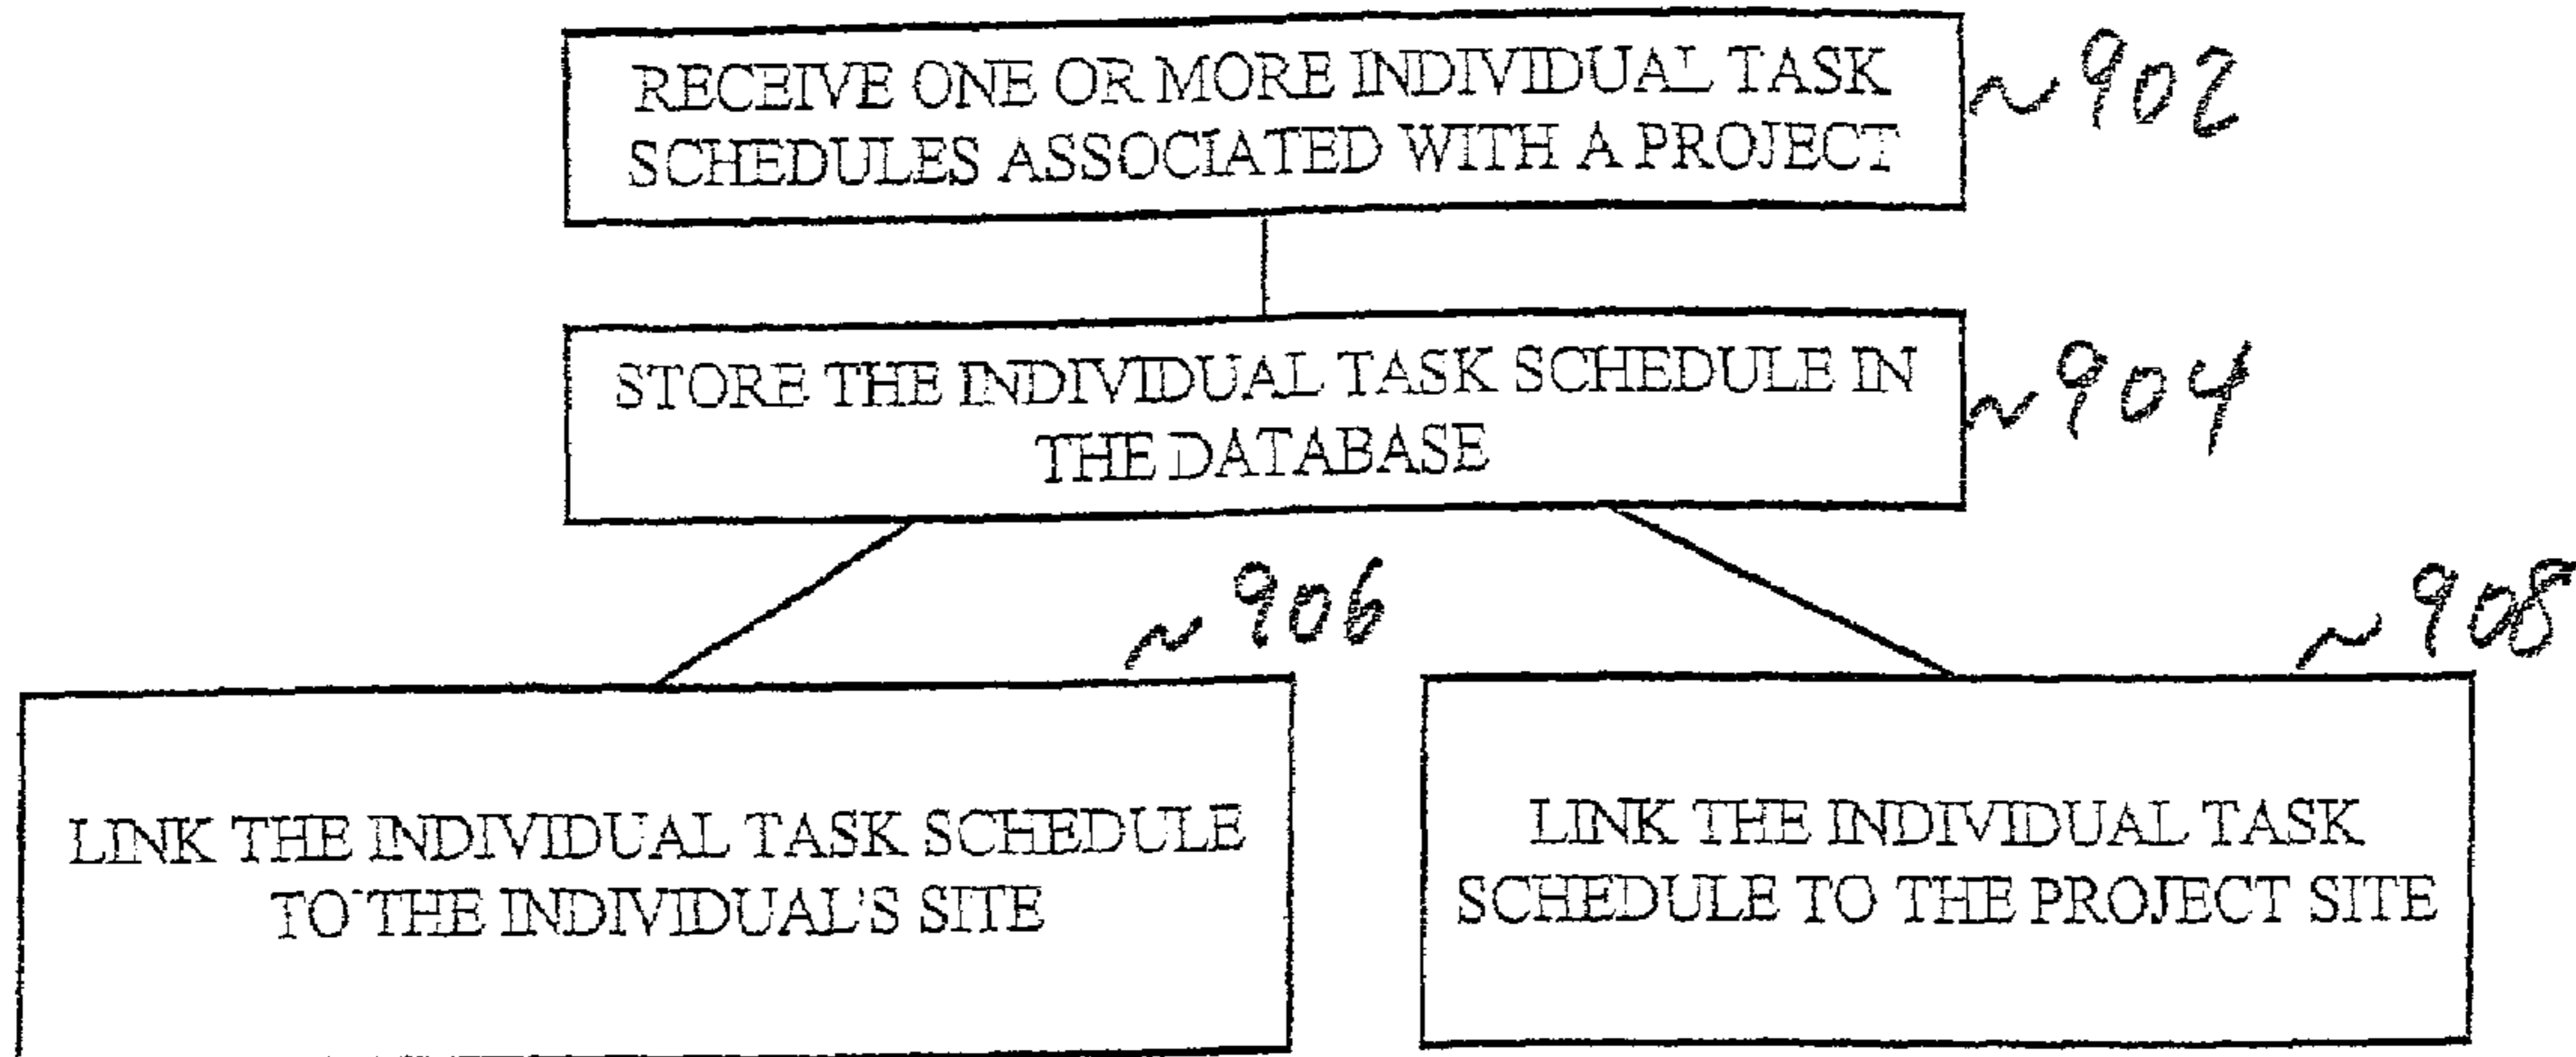 RECEIVE ONE OR MORE INDIVIDUAL TASK
SCHEDULES ASSOCIATED WITH A PROJECT
~902
STORE THE INDIVIDUAL TASK SCHEDULE IN
THE DATABASE
~904
~906
~908
LINK THE INDIVIDUAL TASK SCHEDULE
TO THE INDIVIDUAL'S SITE
LINK THE INDIVIDUAL TASK
SCHEDULE TO THE PROJECT SITE